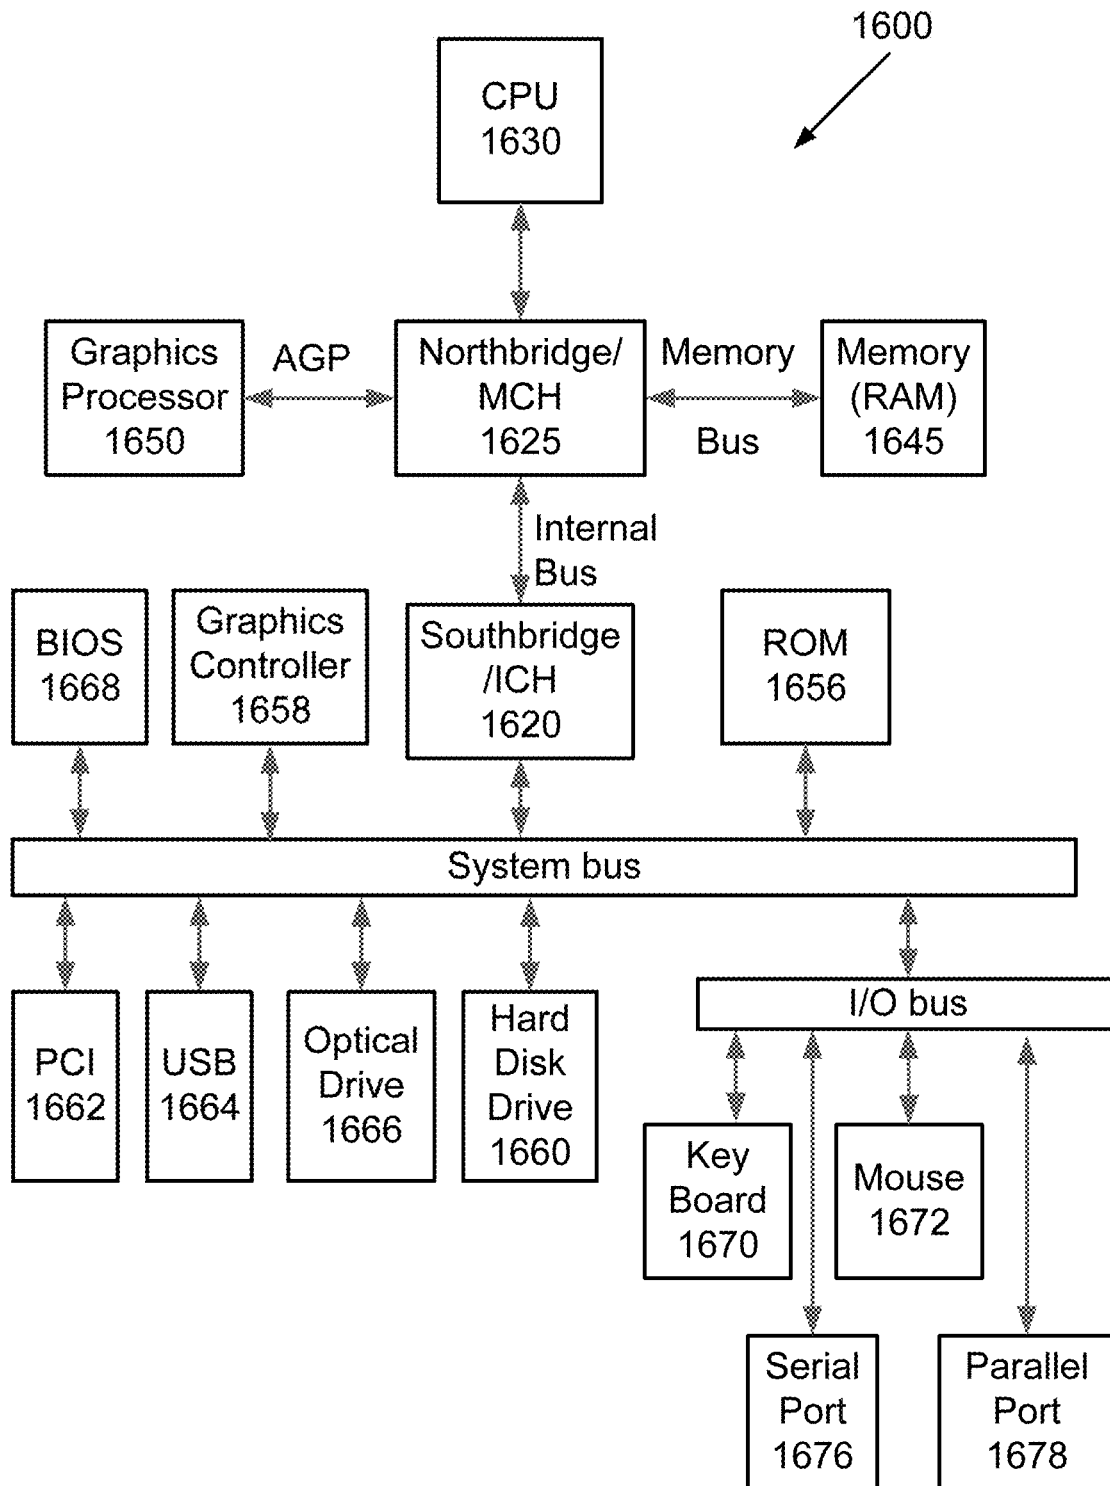 1600
CPU
1630
Graphics
Processor
1650
AGP
Northbridge/
MCH
1625
Memory
Bus
Memory
(RAM)
1645
Internal
Bus
BIOS
1668
Graphics
Controller
1658
Southbridge
/ICH
1620
ROM
1656
System bus
PCI
1662
USB
1664
Optical
Drive
1666
Hard
Disk
Drive
1660
I/O bus
Key
Board
1670
Mouse
1672
Serial
Port
1676
Parallel
Port
1678